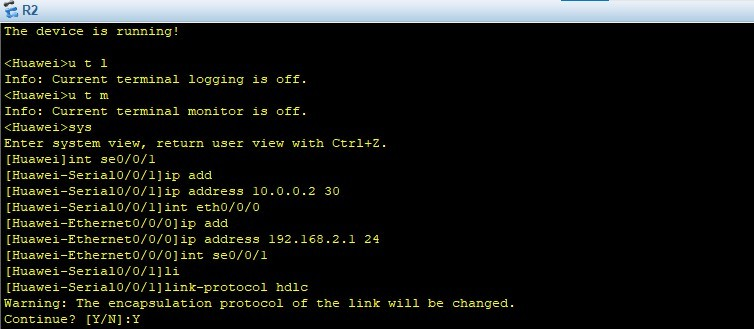 R2
The device is running!
<Huawei>u t l
Info: Current terminal logging is off.
<Huawei>u t m
Info: Current terminal monitor is off.
<Huawei>sys
Enter system view, return user view with Ctrl+Z.
[Huawei]int se0/0/1
[Huawei-Serial0/0/1]ip add
[Huawei-Serial0/0/1]ip address 10.0.0.2 30
[Huawei-Serial0/0/1]int eth0/0/0
[Huawei-Ethernet0/0/0]ip add
[Huawei-Ethernet0/0/0]ip address 192.168.2.1 24
[Huawei-Ethernet0/0/0]int se0/0/1
[Huawei-Serial0/0/1]li
[Huawei-Serial0/0/1]link-protocol hdlc
Warning: The encapsulation protocol of the link will be changed.
Continue? [Y/N]:Y